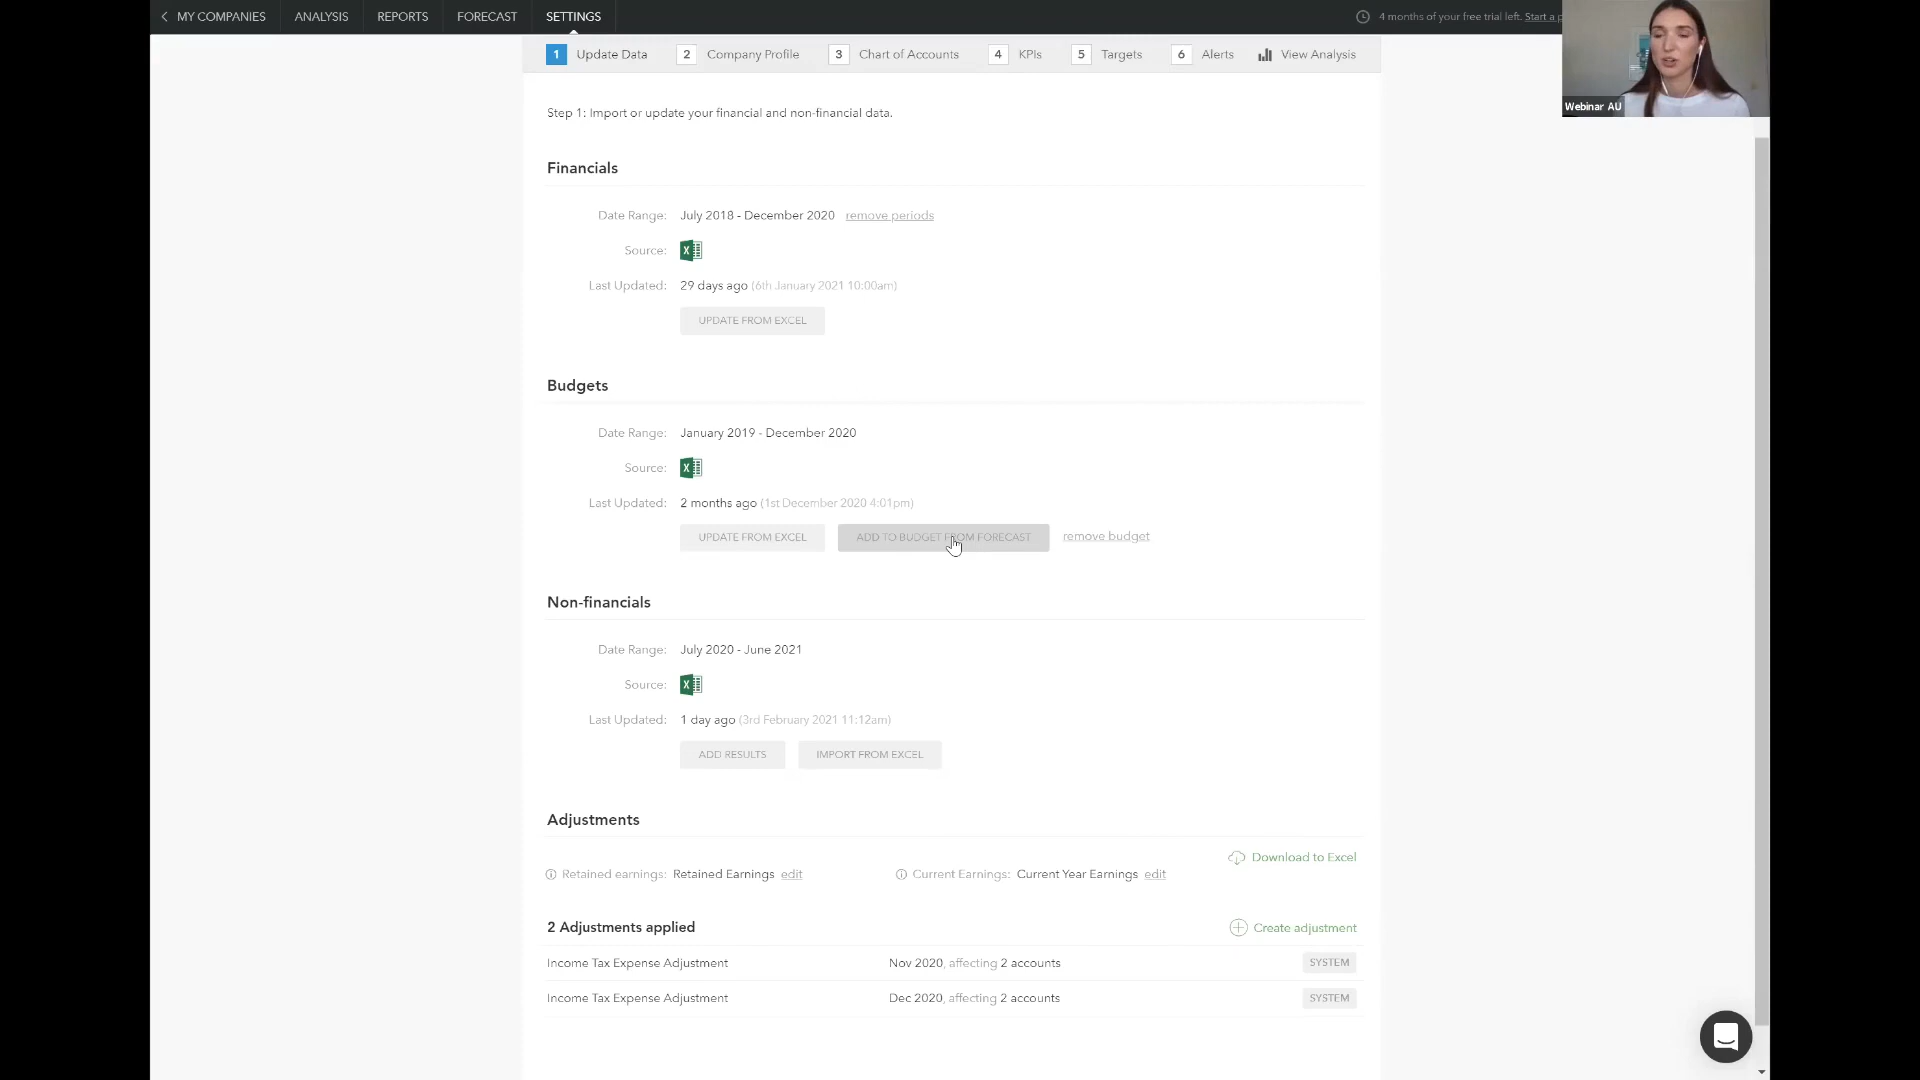 MY COMPANIES ANALYSIS REPORTS FORECAST SETTINGS 4 months of your free trial left. Start a p
1 Update Data 2 Company Profile 3 Chart of Accounts 4 KPIs 5 Targets 6 Alerts View Analysis
Webinar AU
Step 1: Import or update your financial and non-financial data.
Financials
Date Range: July 2018 - December 2020 remove periods
Source:
Last Updated: 29 days ago (6th January 2021 10:00am)
UPDATE FROM EXCEL
Budgets
Date Range: January 2019 - December 2020
Source:
Last Updated: 2 months ago (1st December 2020 4:01pm)
UPDATE FROM EXCEL ADD TO BUDGET FROM FORECAST remove budget
Non-financials
Date Range: July 2020 - June 2021
Source:
Last Updated: 1 day ago (3rd February 2021 11:12am)
ADD RESULTS IMPORT FROM EXCEL
Adjustments
Download to Excel
Retained earnings: Retained Earnings edit Current Earnings: Current Year Earnings edit
2 Adjustments applied Create adjustment
Income Tax Expense Adjustment Nov 2020, affecting 2 accounts SYSTEM
Income Tax Expense Adjustment Dec 2020, affecting 2 accounts SYSTEM